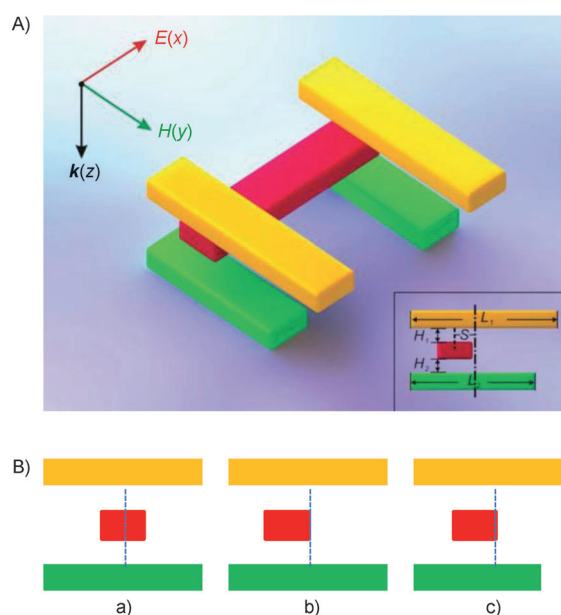 A)
E(x)
H(y)
k(z)
L₁
H₁
S
H₂
L₂
B)
a)
b)
c)